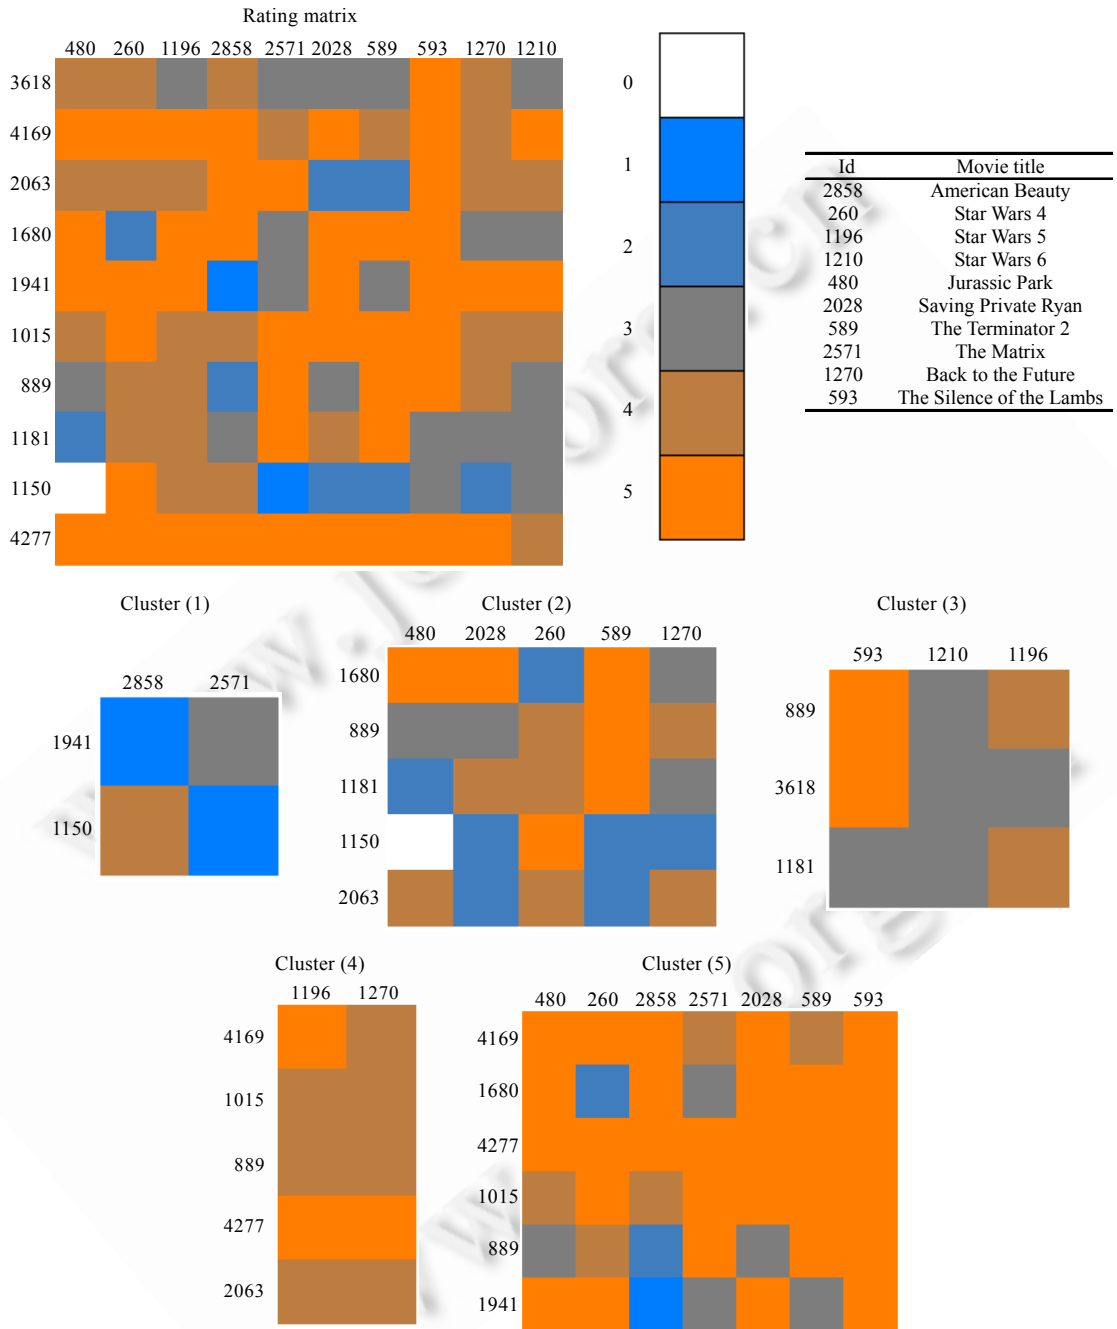 Rating matrix
480 260 1196 2858 2571 2028 589 593 1270 1210
3618
4169
2063
1680
1941
1015
889
1181
1150
4277
0
1
2
3
4
5
Id Movie title
2858 American Beauty
260 Star Wars 4
1196 Star Wars 5
1210 Star Wars 6
480 Jurassic Park
2028 Saving Private Ryan
589 The Terminator 2
2571 The Matrix
1270 Back to the Future
593 The Silence of the Lambs
Cluster (1)
2858 2571
1941
1150
Cluster (2)
480 2028 260 589 1270
1680
889
1181
1150
2063
Cluster (3)
593 1210 1196
889
3618
1181
Cluster (4)
1196 1270
4169
1015
889
4277
2063
Cluster (5)
480 260 2858 2571 2028 589 593
4169
1680
4277
1015
889
1941